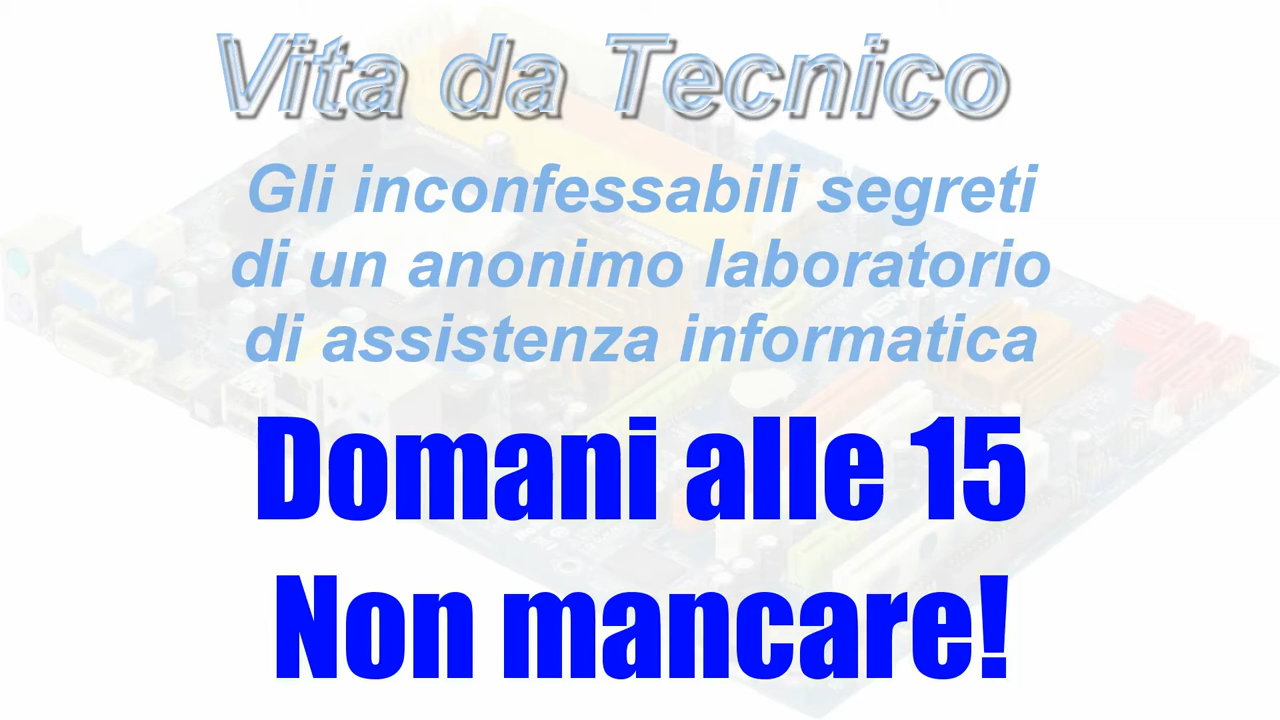 Vita da Tecnico
Gli inconfessabili segreti
di un anonimo laboratorio
di assistenza informatica
Domani alle 15
Non mancare!